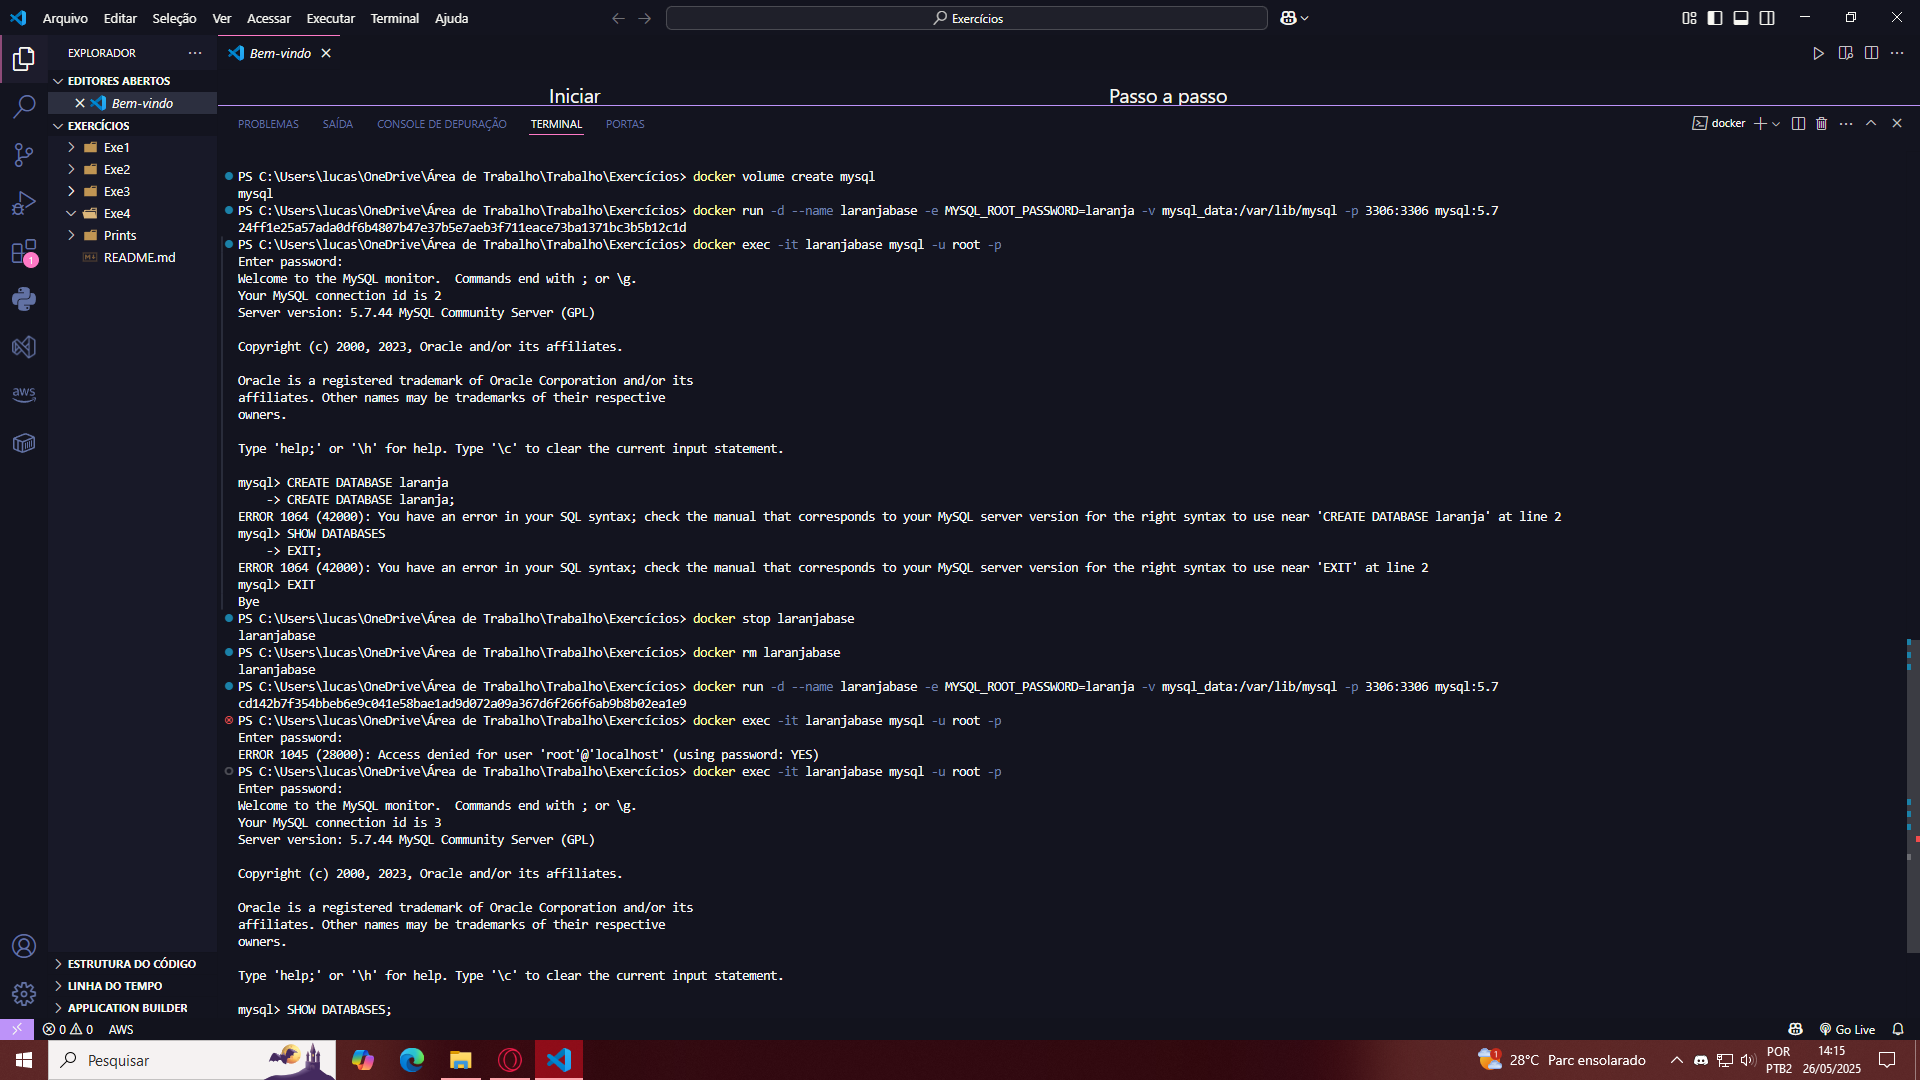 Arquivo Editar Seleção Ver Acessar Executar Terminal Ajuda
Exercícios
EXPLORADOR
Bem-vindo
EDITORES ABERTOS
Bem-vindo
EXERCÍCIOS
Exe1
Exe2
Exe3
Exe4
Prints
README.md
Iniciar
Passo a passo
PROBLEMAS SAÍDA CONSOLE DE DEPURAÇÃO TERMINAL PORTAS
docker
PS C:\Users\lucas\OneDrive\Área de Trabalho\Trabalho\Exercícios> docker volume create mysql
mysql
PS C:\Users\lucas\OneDrive\Área de Trabalho\Trabalho\Exercícios> docker run -d --name laranjabase -e MYSQL_ROOT_PASSWORD=laranja -v mysql_data:/var/lib/mysql -p 3306:3306 mysql:5.7
24ff1e25a57ada0df6b4807b47e37b5e7aeb3f711eace73ba1371bc3b5b12c1d
PS C:\Users\lucas\OneDrive\Área de Trabalho\Trabalho\Exercícios> docker exec -it laranjabase mysql -u root -p
Enter password:
Welcome to the MySQL monitor.  Commands end with ; or \g.
Your MySQL connection id is 2
Server version: 5.7.44 MySQL Community Server (GPL)
Copyright (c) 2000, 2023, Oracle and/or its affiliates.
Oracle is a registered trademark of Oracle Corporation and/or its
affiliates. Other names may be trademarks of their respective
owners.
Type 'help;' or '\h' for help. Type '\c' to clear the current input statement.
mysql> CREATE DATABASE laranja
-> CREATE DATABASE laranja;
ERROR 1064 (42000): You have an error in your SQL syntax; check the manual that corresponds to your MySQL server version for the right syntax to use near 'CREATE DATABASE laranja' at line 2
mysql> SHOW DATABASES
-> EXIT;
ERROR 1064 (42000): You have an error in your SQL syntax; check the manual that corresponds to your MySQL server version for the right syntax to use near 'EXIT' at line 2
mysql> EXIT
Bye
PS C:\Users\lucas\OneDrive\Área de Trabalho\Trabalho\Exercícios> docker stop laranjabase
laranjabase
PS C:\Users\lucas\OneDrive\Área de Trabalho\Trabalho\Exercícios> docker rm laranjabase
laranjabase
PS C:\Users\lucas\OneDrive\Área de Trabalho\Trabalho\Exercícios> docker run -d --name laranjabase -e MYSQL_ROOT_PASSWORD=laranja -v mysql_data:/var/lib/mysql -p 3306:3306 mysql:5.7
cd142b7f354bbeb6e9c041e58bae1ad9d072a09a367d6f266f6ab9b8b02ea1e9
PS C:\Users\lucas\OneDrive\Área de Trabalho\Trabalho\Exercícios> docker exec -it laranjabase mysql -u root -p
Enter password:
ERROR 1045 (28000): Access denied for user 'root'@'localhost' (using password: YES)
PS C:\Users\lucas\OneDrive\Área de Trabalho\Trabalho\Exercícios> docker exec -it laranjabase mysql -u root -p
Enter password:
Welcome to the MySQL monitor.  Commands end with ; or \g.
Your MySQL connection id is 3
Server version: 5.7.44 MySQL Community Server (GPL)
Copyright (c) 2000, 2023, Oracle and/or its affiliates.
Oracle is a registered trademark of Oracle Corporation and/or its
affiliates. Other names may be trademarks of their respective
owners.
Type 'help;' or '\h' for help. Type '\c' to clear the current input statement.
mysql> SHOW DATABASES;
1
aws
ESTRUTURA DO CÓDIGO
LINHA DO TEMPO
APPLICATION BUILDER
0 0 AWS
Go Live
Pesquisar
1
28°C Parc ensolarado
POR
PTB2
14:15
26/05/2025